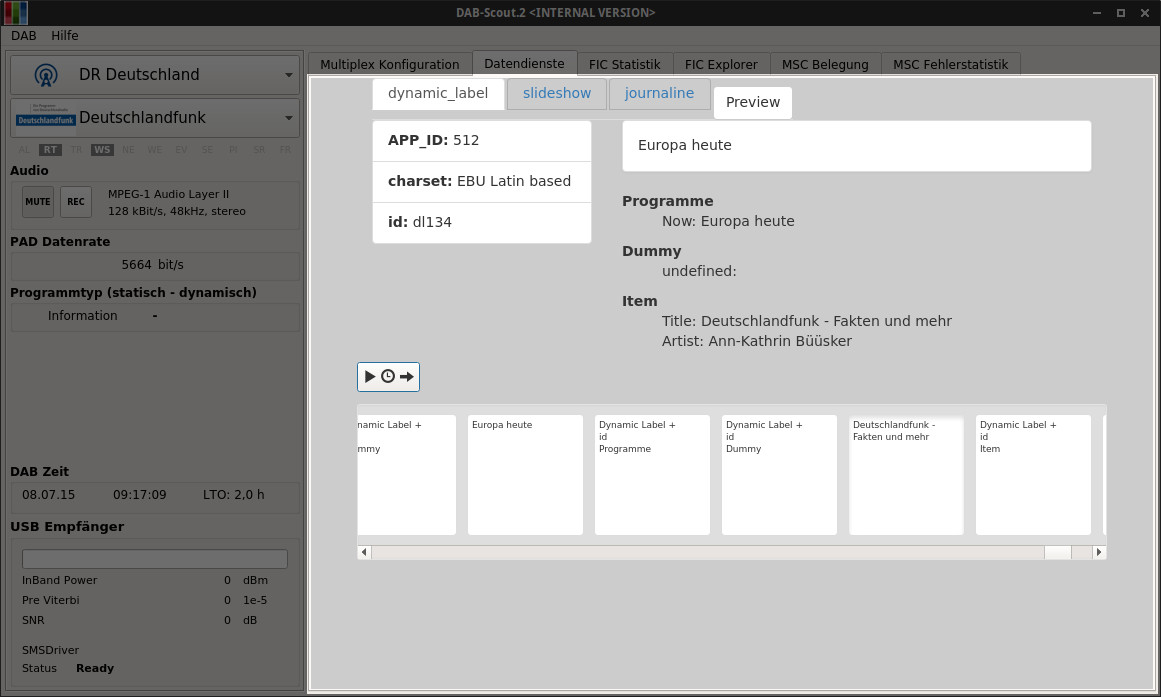 DAB-Scout.2 <INTERNAL VERSION>
DAB Hilfe
DR Deutschland
Deutschlandfunk
Deutschlandfunk
AL RT TR WS NE WE EV SE PI SR FR
Audio
MUTE REC
MPEG-1 Audio Layer II
128 kBit/s, 48kHz, stereo
PAD Datenrate
5664 bit/s
Programmtyp (statisch - dynamisch)
Information -
DAB Zeit
08.07.15 09:17:09 LTO: 2,0 h
USB Empfänger
InBand Power 0 dBm
Pre Viterbi 0 1e-5
SNR 0 dB
SMSDriver
Status Ready
Multiplex Konfiguration Datendienste FIC Statistik FIC Explorer MSC Belegung MSC Fehlerstatistik
dynamic_label slideshow journaline Preview
APP_ID: 512
charset: EBU Latin based
id: dl134
Europa heute
Programme
Now: Europa heute
Dummy
undefined:
Item
Title: Deutschlandfunk - Fakten und mehr
Artist: Ann-Kathrin Büüsker
namic Label +
mmy
Europa heute
Dynamic Label +
id
Programme
Dynamic Label +
id
Dummy
Deutschlandfunk -
Fakten und mehr
Dynamic Label +
id
Item